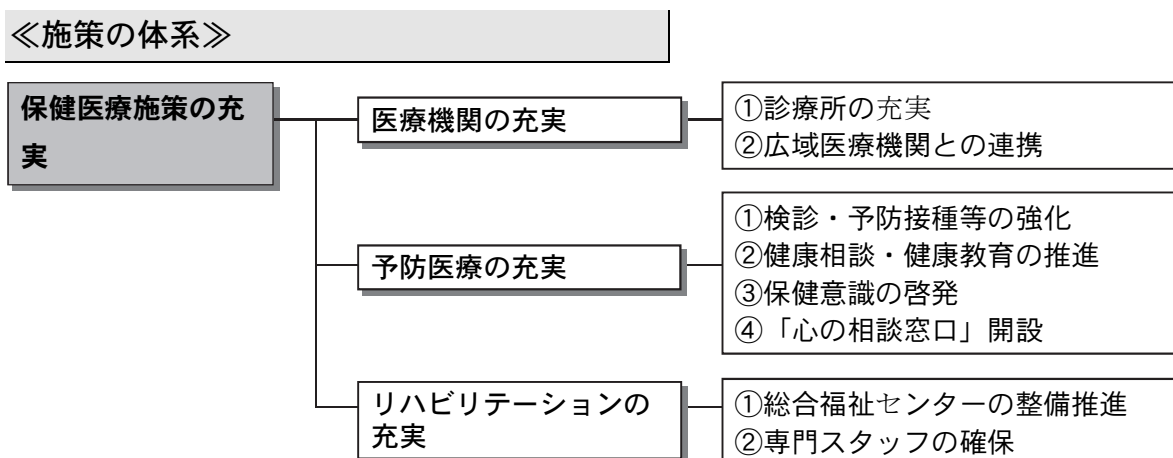 ≪施策の体系≫
保健医療施策の充
実
医療機関の充実
①診療所の充実
②広域医療機関との連携
予防医療の充実
①検診・予防接種等の強化
②健康相談・健康教育の推進
③保健意識の啓発
④「心の相談窓口」開設
リハビリテーションの
充実
①総合福祉センターの整備推進
②専門スタッフの確保